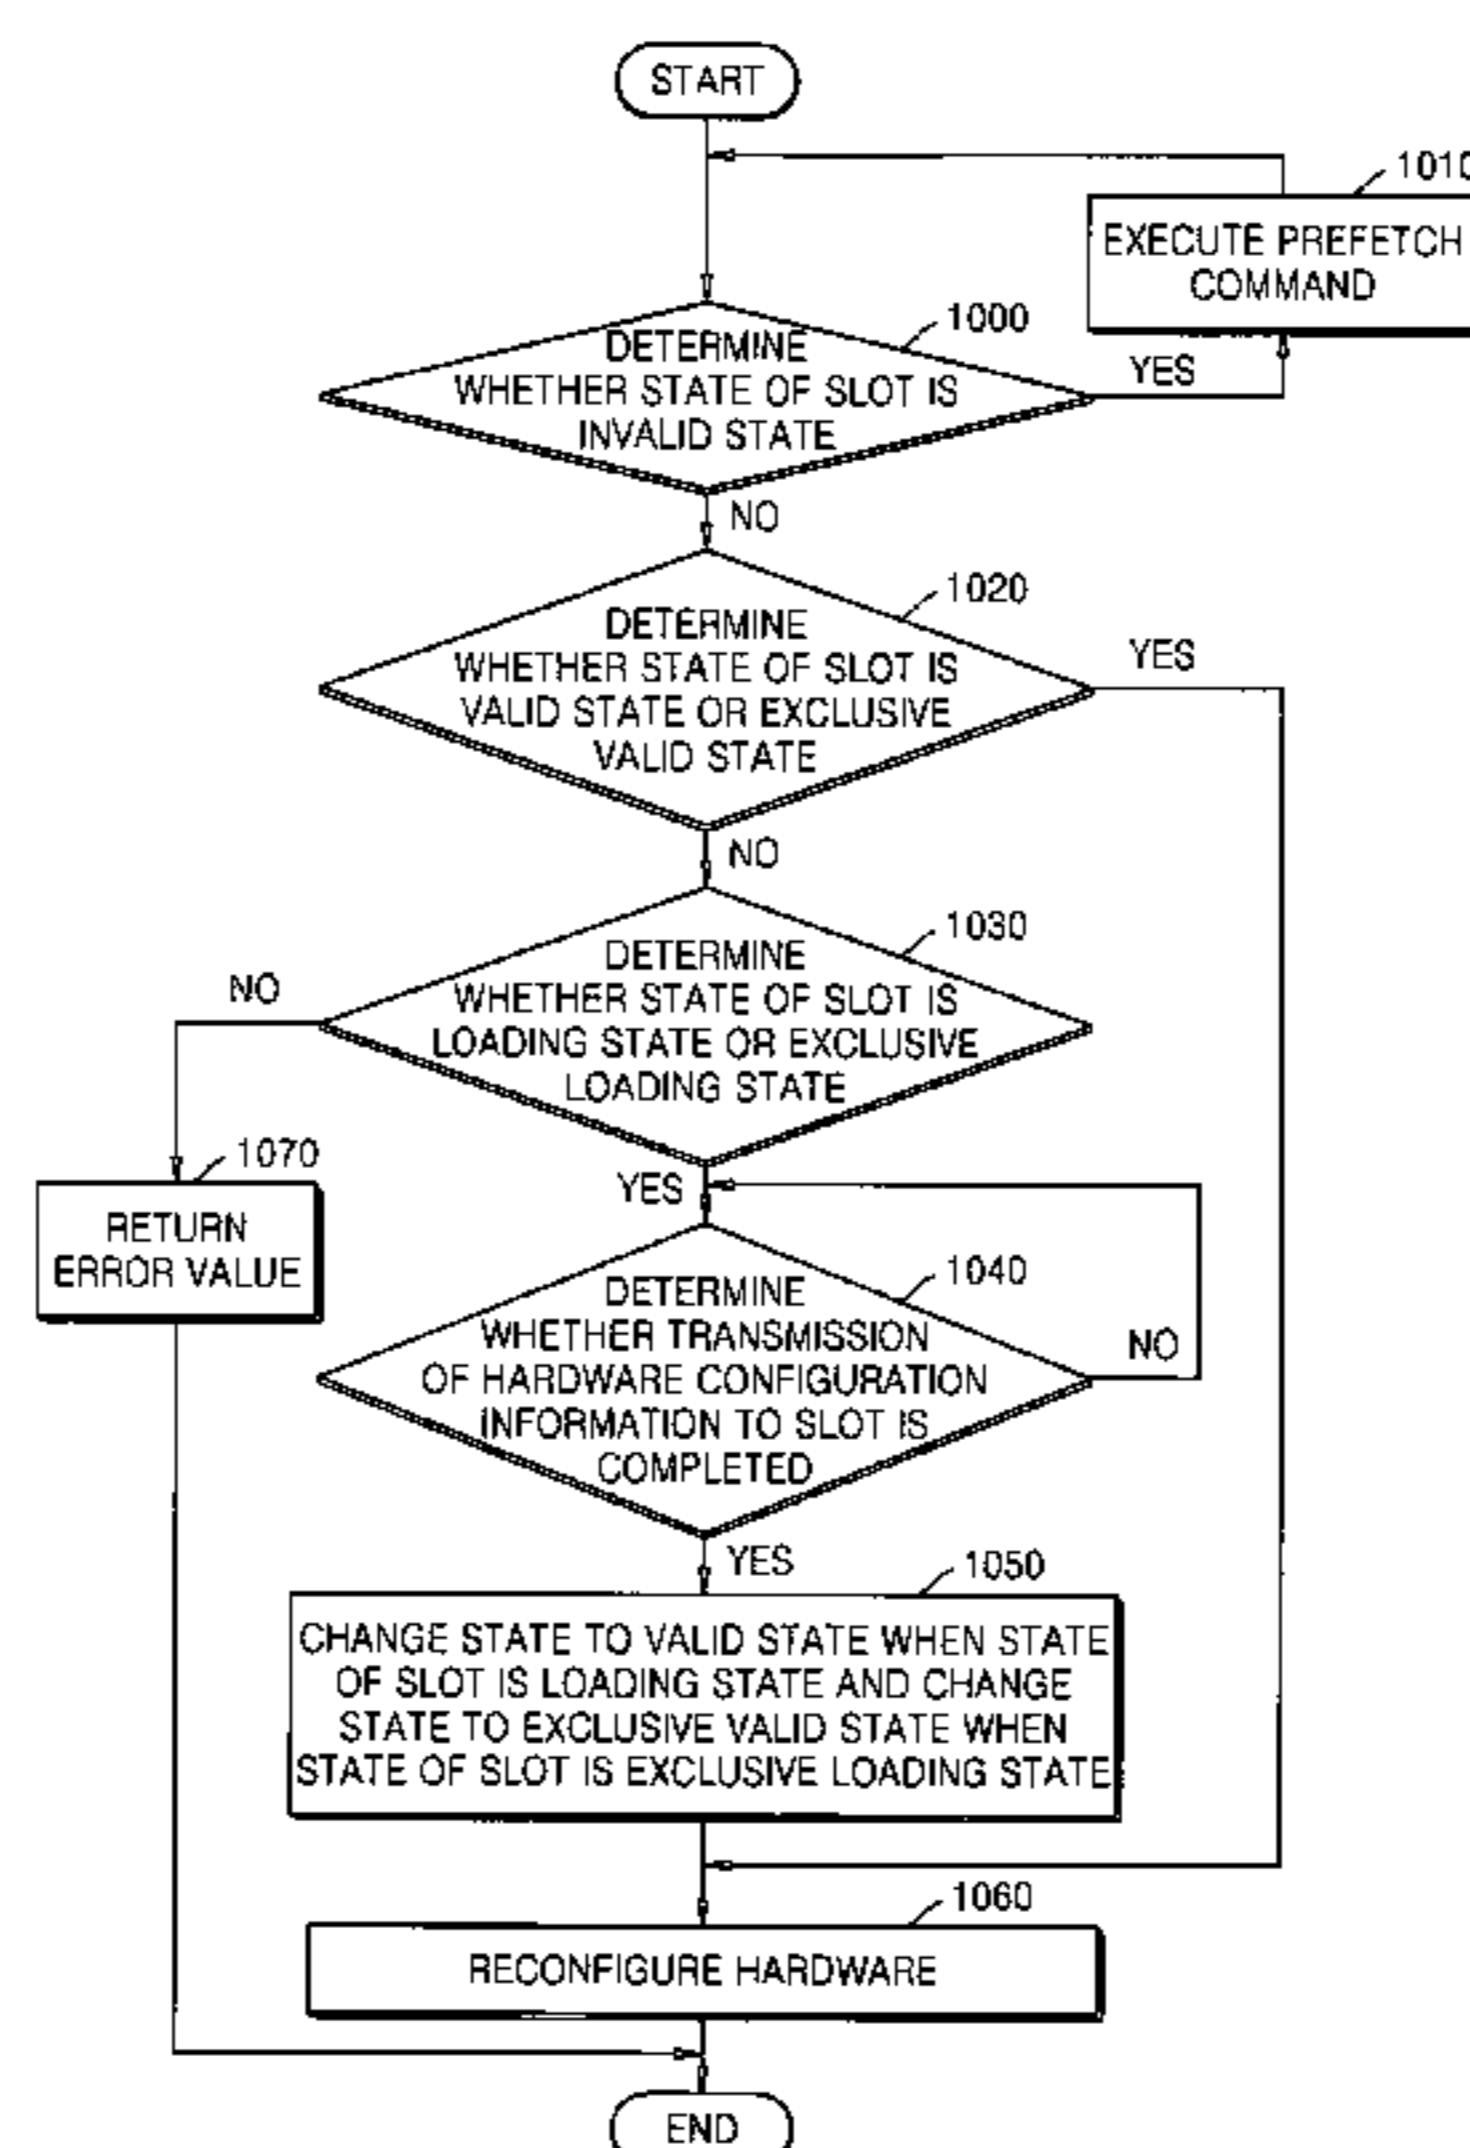 START
1010
EXECUTE PREFETCH
COMMAND
1000
DETERMINE
WHETHER STATE OF SLOT IS
INVALID STATE
YES
NO
1020
DETERMINE
WHETHER STATE OF SLOT IS
VALID STATE OR EXCLUSIVE
VALID STATE
YES
NO
1030
DETERMINE
WHETHER STATE OF SLOT IS
LOADING STATE OR EXCLUSIVE
LOADING STATE
NO
YES
1070
RETURN
ERROR VALUE
1040
DETERMINE
WHETHER TRANSMISSION
OF HARDWARE CONFIGURATION
INFORMATION TO SLOT IS
COMPLETED
NO
YES
1050
CHANGE STATE TO VALID STATE WHEN STATE
OF SLOT IS LOADING STATE AND CHANGE
STATE TO EXCLUSIVE VALID STATE WHEN
STATE OF SLOT IS EXCLUSIVE LOADING STATE
1060
RECONFIGURE HARDWARE
END